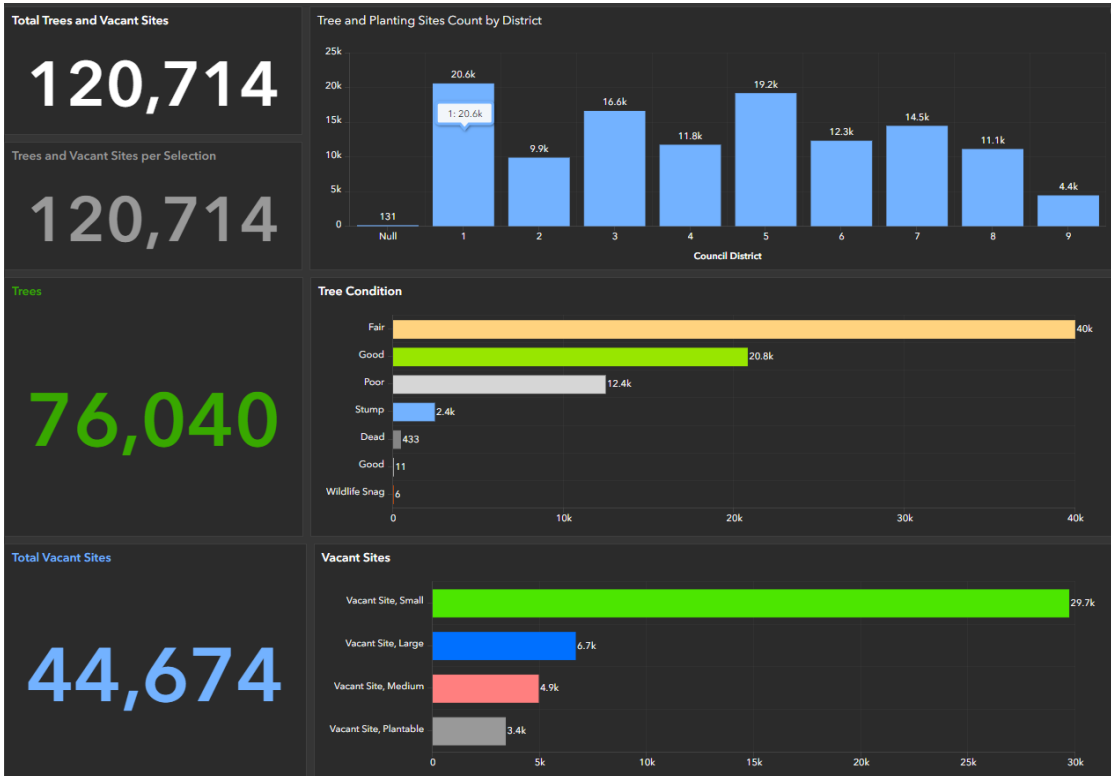 Total Trees and Vacant Sites
120,714
Trees and Vacant Sites per Selection
120,714
Tree and Planting Sites Count by District
25k
20k
15k
10k
5k
0
131
20.6k
1: 20.6k
9.9k
16.6k
11.8k
19.2k
12.3k
14.5k
11.1k
4.4k
Null 1 2 3 4 5 6 7 8 9
Council District
Trees
76,040
Tree Condition
Fair 40k
Good 20.8k
Poor 12.4k
Stump 2.4k
Dead 433
Good 11
Wildlife Snag 6
0 10k 20k 30k 40k
Total Vacant Sites
44,674
Vacant Sites
Vacant Site, Small 29.7k
Vacant Site, Large 6.7k
Vacant Site, Medium 4.9k
Vacant Site, Plantable 3.4k
0 5k 10k 15k 20k 25k 30k